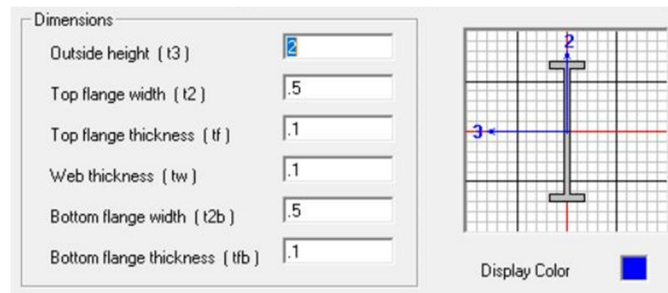 Dimensions
Outside height ( t3 ) 2
Top flange width ( t2 ) .5
Top flange thickness ( tf ) .1
Web thickness ( tw ) .1
Bottom flange width ( t2b ) .5
Bottom flange thickness ( tfb ) .1
2
3
Display Color